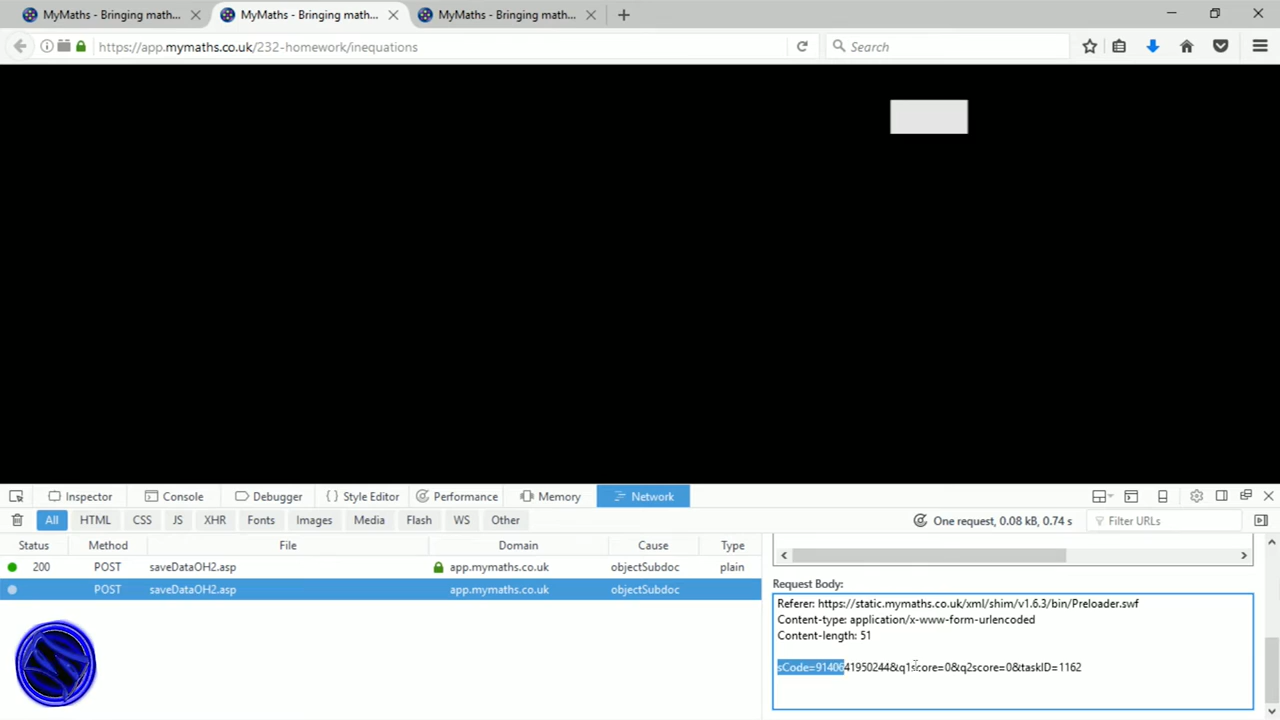 MyMaths - Bringing math... MyMaths - Bringing math... MyMaths - Bringing math...
https://app.mymaths.co.uk/232-homework/inequations
Search
Inspector Console Debugger Style Editor Performance Memory Network
All HTML CSS JS XHR Fonts Images Media Flash WS Other One request, 0.08 kB, 0.74 s Filter URLs
Status Method File Domain Cause Type
200 POST saveDataOH2.asp app.mymaths.co.uk objectSubdoc plain
POST saveDataOH2.asp app.mymaths.co.uk objectSubdoc
Request Body:
Referer: https://static.mymaths.co.uk/xml/shim/v1.6.3/bin/Preloader.swf
Content-type: application/x-www-form-urlencoded
Content-length: 51
sCode=9140641950244&q1score=0&q2score=0&taskID=1162